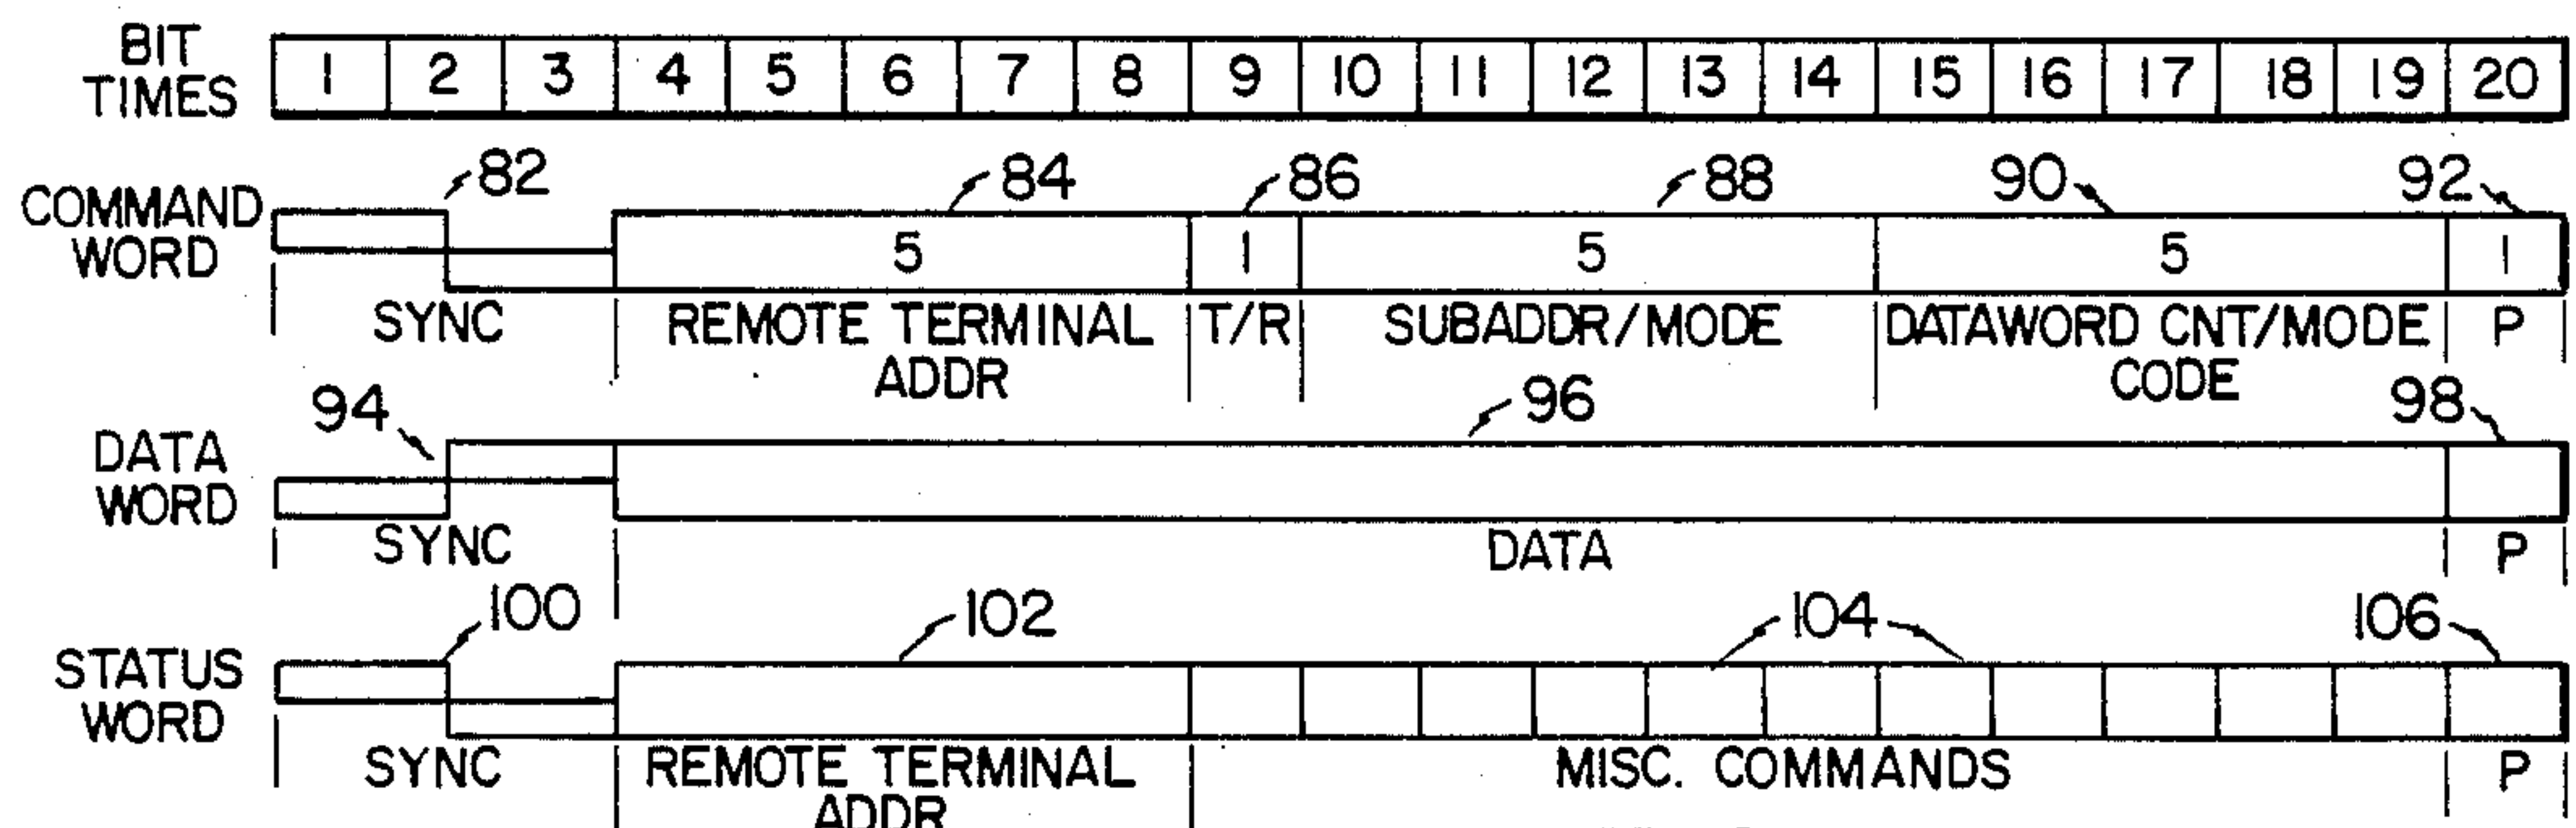 BIT TIMES 1 2 3 4 5 6 7 8 9 10 11 12 13 14 15 16 17 18 19 20
82 84 86 88 90 92
COMMAND WORD 5 1 5 5 1
SYNC REMOTE TERMINAL ADDR T/R SUBADDR/MODE DATAWORD CNT/MODE CODE P
94 96 98
DATA WORD
SYNC DATA P
100 102 104 106
STATUS WORD
SYNC REMOTE TERMINAL ADDR MISC. COMMANDS P